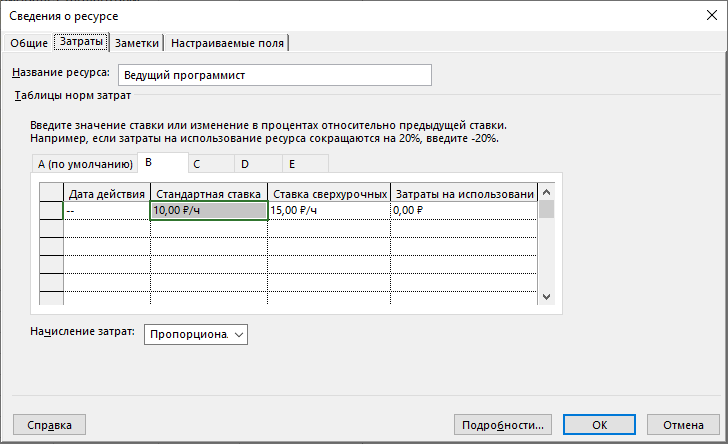 Сведения о ресурсе
Общие Затраты Заметки Настраиваемые поля
Название ресурса: Ведущий программист
Таблицы норм затрат
Введите значение ставки или изменение в процентах относительно предыдущей ставки.
Например, если затраты на использование ресурса сокращаются на 20%, введите -20%.
A (по умолчанию) B C D E
Дата действия Стандартная ставка Ставка сверхурочных Затраты на использовани
-- 10,00 ₽/ч 15,00 ₽/ч 0,00 ₽
Начисление затрат: Пропорциона.
Справка Подробности... ОК Отмена